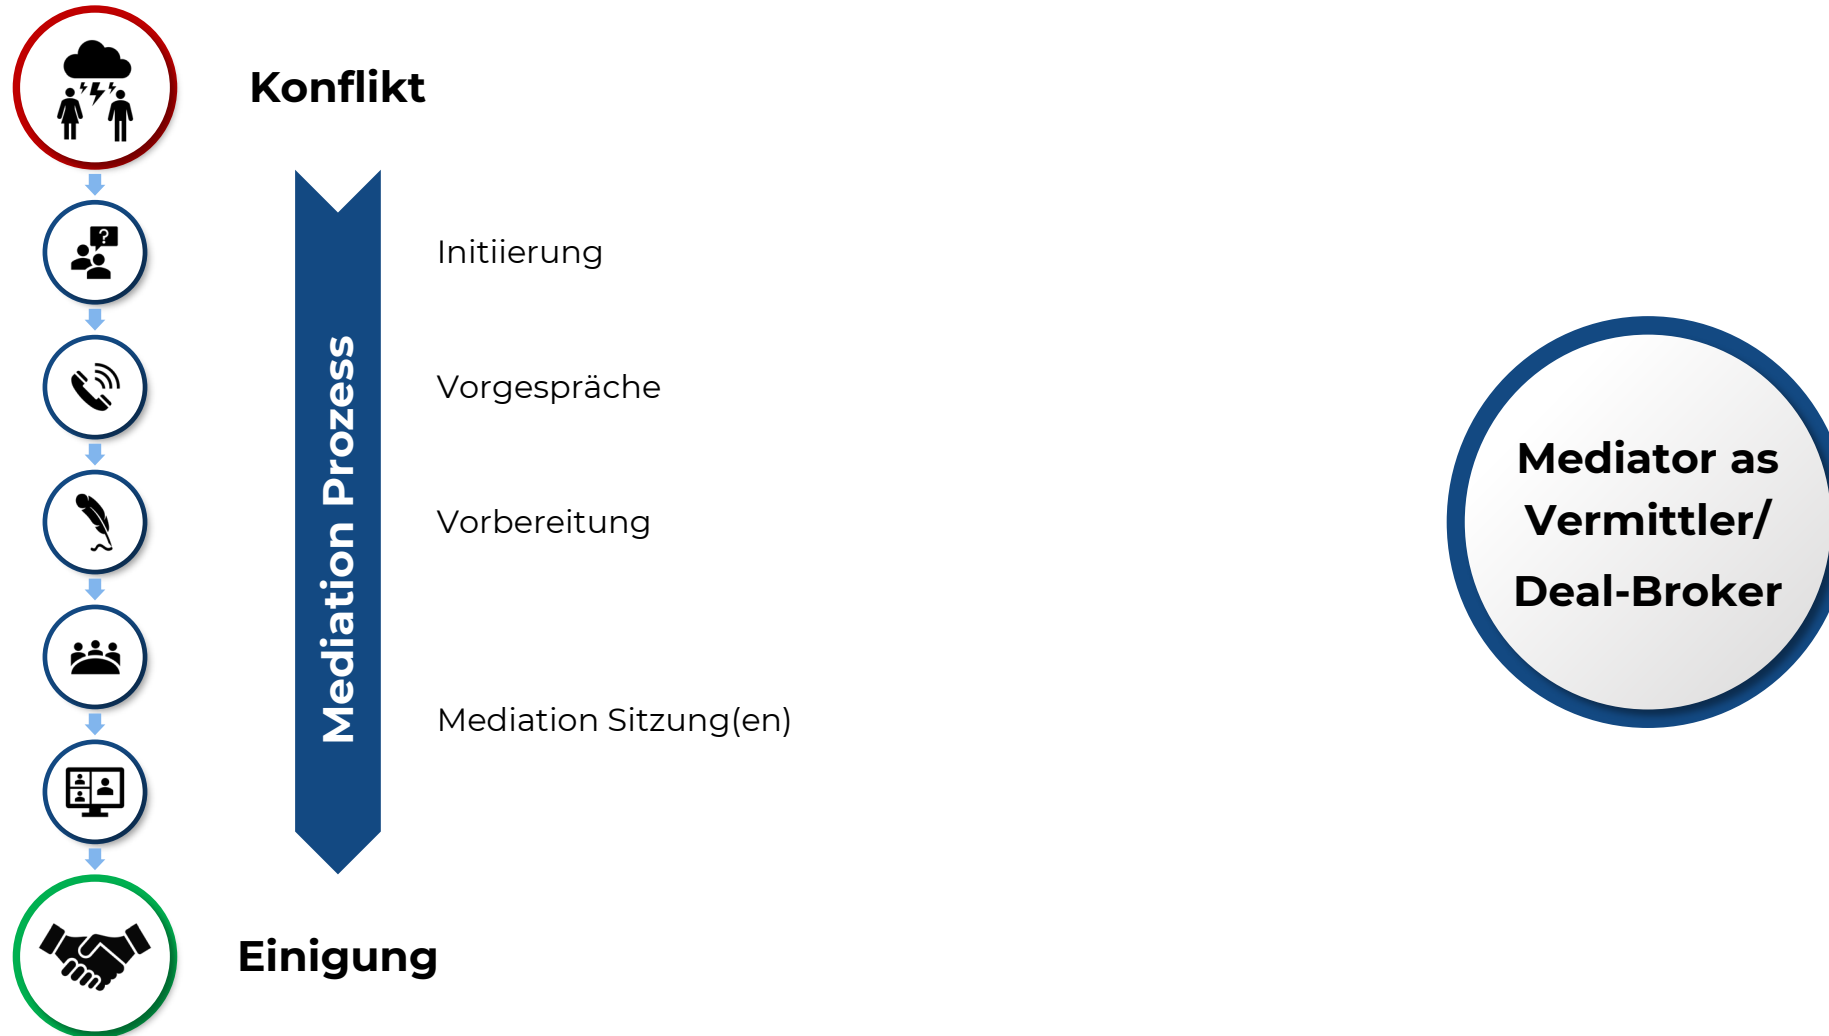 Konflikt
?
Initiierung
Vorgespräche
Vorbereitung
Mediation Prozess
Mediation Sitzung(en)
Einigung
Mediator as
Vermittler/
Deal-Broker